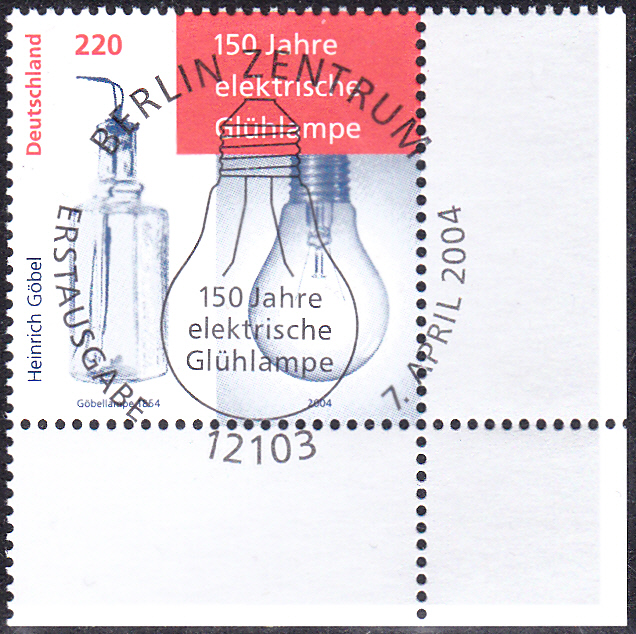 Deutschland
220
150 Jahre
elektrische
Glühlampe
Heinrich Göbel
Göbellampe 1854
2004
BERLIN ZENTRUM
ERSTAUSGABE
7. APRIL 2004
150 Jahre
elektrische
Glühlampe
12103